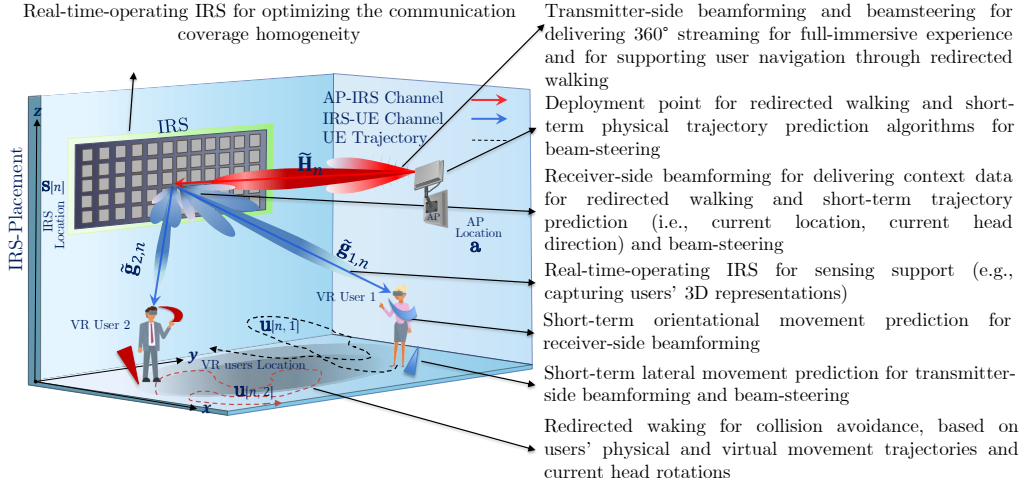 Real-time-operating IRS for optimizing the communication
coverage homogeneity
Transmitter-side beamforming and beamsteering for
delivering 360° streaming for full-immersive experience
and for supporting user navigation through redirected
walking
Deployment point for redirected walking and short-
term physical trajectory prediction algorithms for
beam-steering
Receiver-side beamforming for delivering context data
for redirected walking and short-term trajectory
prediction (i.e., current location, current head
direction) and beam-steering
Real-time-operating IRS for sensing support (e.g.,
capturing users' 3D representations)
Short-term orientational movement prediction for
receiver-side beamforming
Short-term lateral movement prediction for transmitter-
side beamforming and beam-steering
Redirected waking for collision avoidance, based on
users' physical and virtual movement trajectories and
current head rotations
AP-IRS Channel
IRS-UE Channel
UE Trajectory
z
IRS
IRS-Placement
s[n]
IRS
Location
H̃n
AP
AP
Location
a
g̃2,n
g̃1,n
VR User 1
VR User 2
u[n, 1]
y
VR users Location
u[n, 2]
x